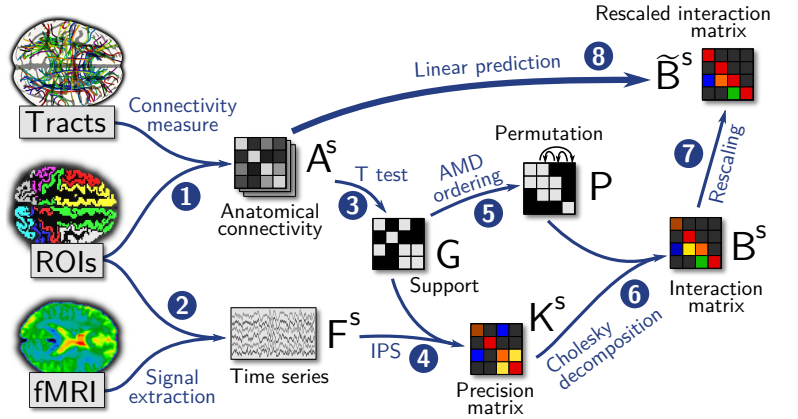 Rescaled interaction
matrix
B̃ˢ
8
Linear prediction
Tracts
Connectivity
measure
1
Aˢ
Anatomical
connectivity
T test
3
AMD
ordering
5
Permutation
P
7
Rescaling
ROIs
G
Support
Bˢ
Interaction
matrix
2
6
Cholesky
decomposition
Fˢ
Time series
IPS
4
Kˢ
Precision
matrix
fMRI
Signal
extraction